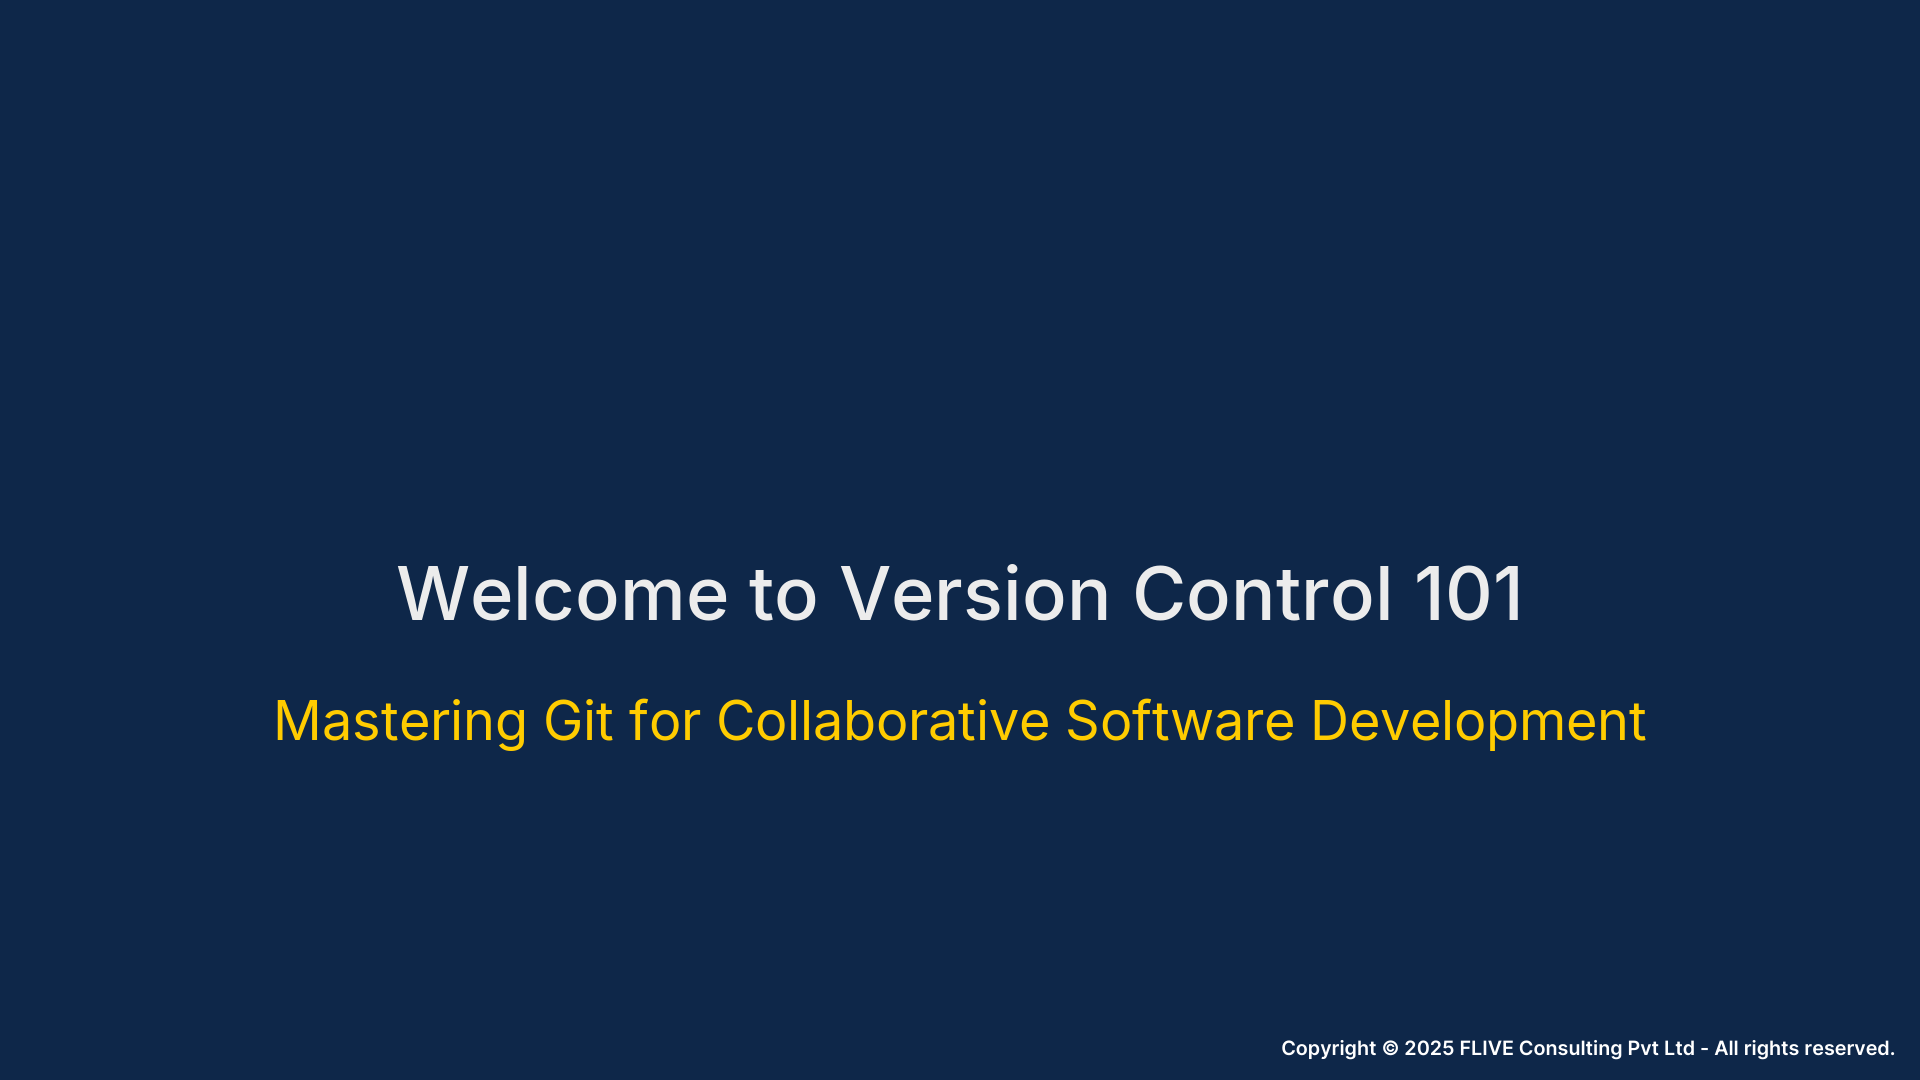 Welcome to Version Control 101
Mastering Git for Collaborative Software Development
Copyright © 2025 FLIVE Consulting Pvt Ltd - All rights reserved.